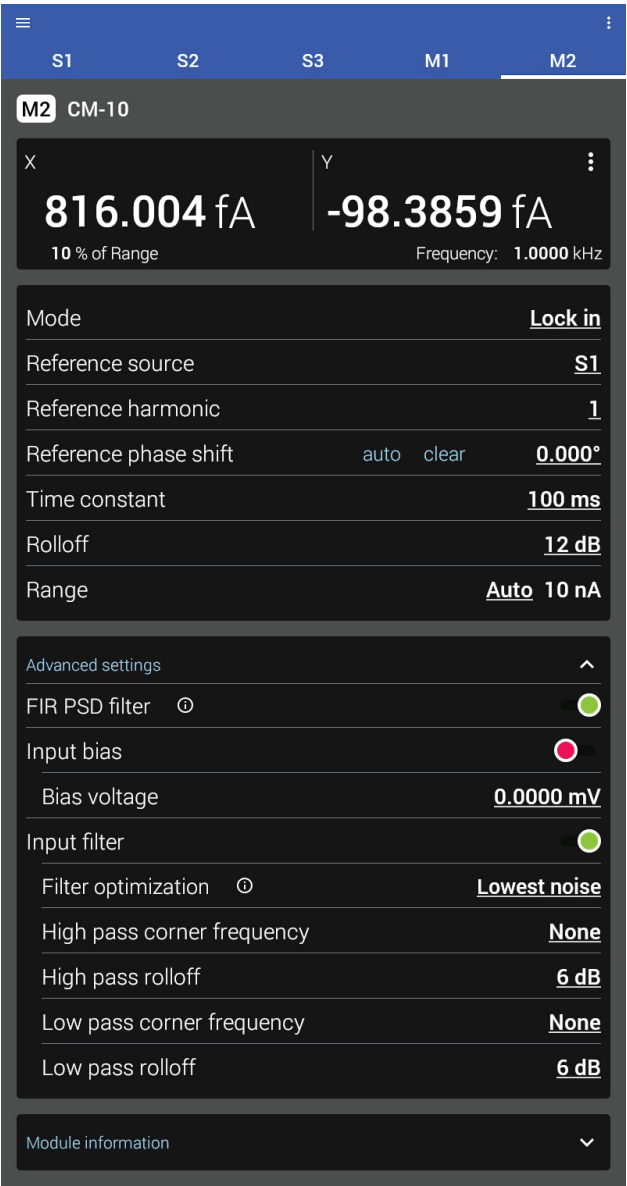 S1 S2 S3 M1 M2
M2 CM-10
X Y
816.004 fA -98.3859 fA
10 % of Range Frequency: 1.0000 kHz
Mode Lock in
Reference source S1
Reference harmonic 1
Reference phase shift auto clear 0.000°
Time constant 100 ms
Rolloff 12 dB
Range Auto 10 nA
Advanced settings
FIR PSD filter
Input bias
Bias voltage 0.0000 mV
Input filter
Filter optimization Lowest noise
High pass corner frequency None
High pass rolloff 6 dB
Low pass corner frequency None
Low pass rolloff 6 dB
Module information